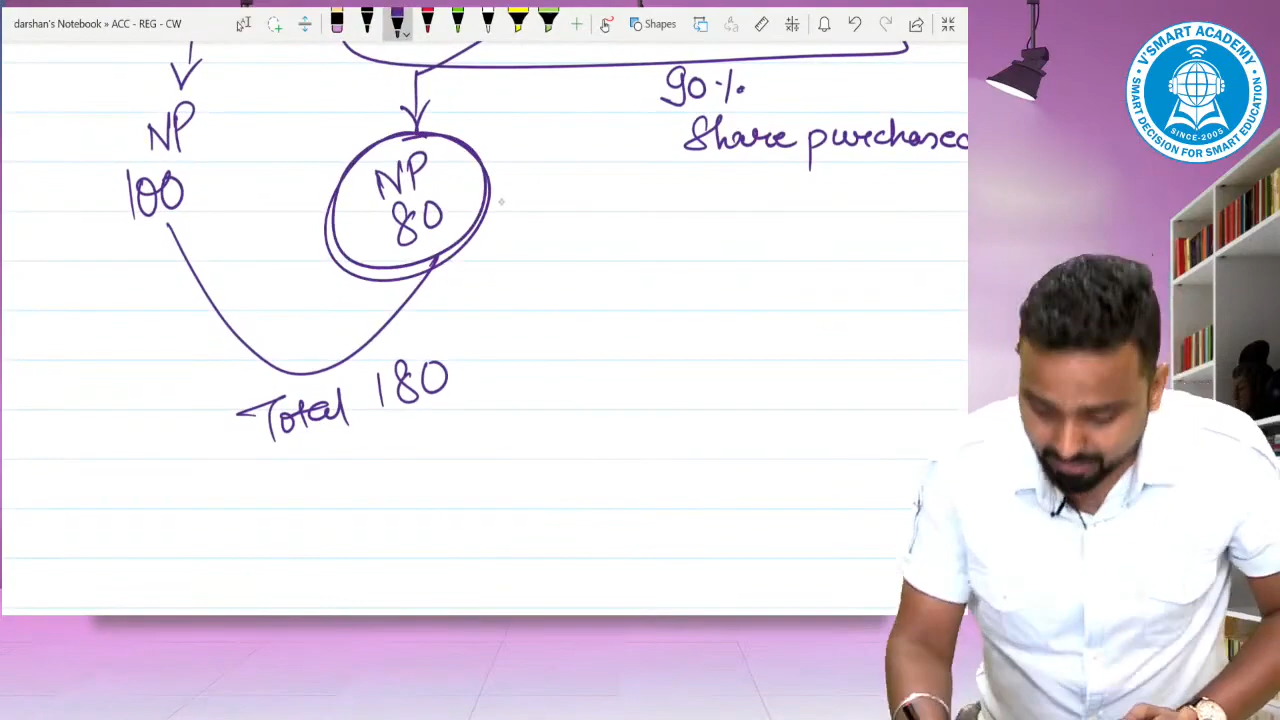 darshan's Notebook » ACC - REG - CW
Shapes
V'SMART ACADEMY
SMART DECISION FOR SMART EDUCATION
SINCE-2005
90%
Share purchased
NP
100
NP
80
Total 180